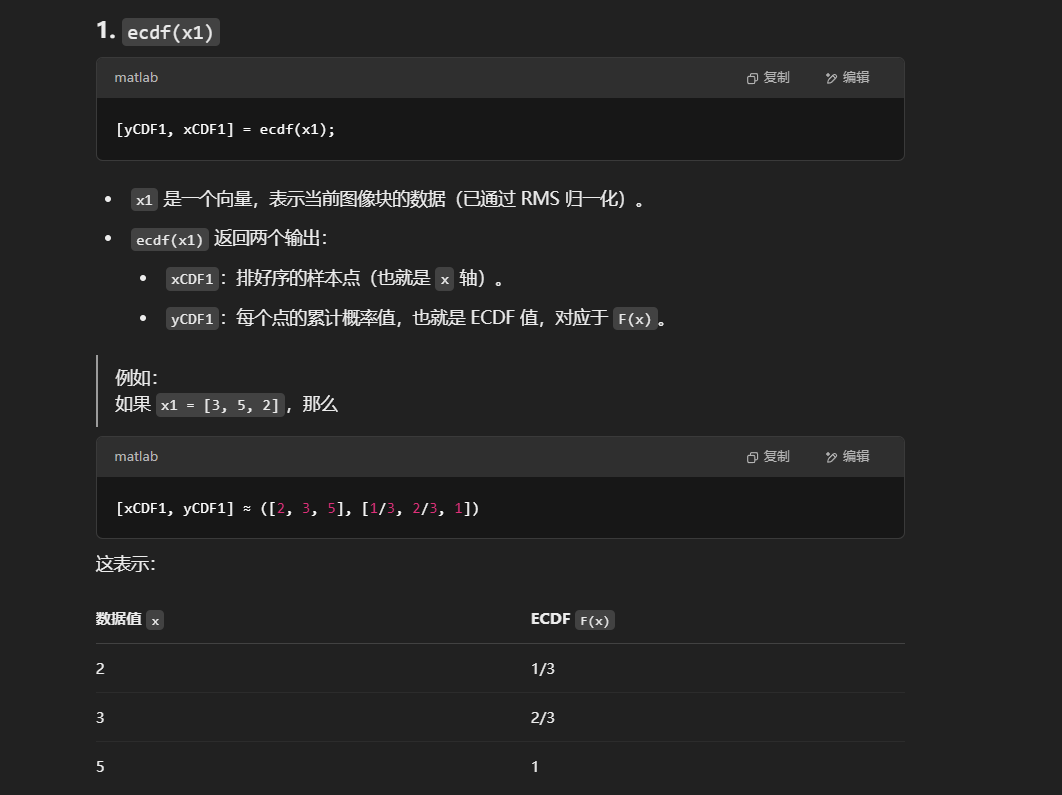 1. ecdf(x1)
matlab 复制 编辑
[yCDF1, xCDF1] = ecdf(x1);
• x1 是一个向量，表示当前图像块的数据（已通过 RMS 归一化）。
• ecdf(x1) 返回两个输出：
• xCDF1：排好序的样本点（也就是 x 轴）。
• yCDF1：每个点的累计概率值，也就是 ECDF 值，对应于 F(x)。
例如：
如果 x1 = [3, 5, 2]，那么
matlab 复制 编辑
[xCDF1, yCDF1] ≈ ([2, 3, 5], [1/3, 2/3, 1])
这表示：
数据值 x ECDF F(x)
2 1/3
3 2/3
5 1